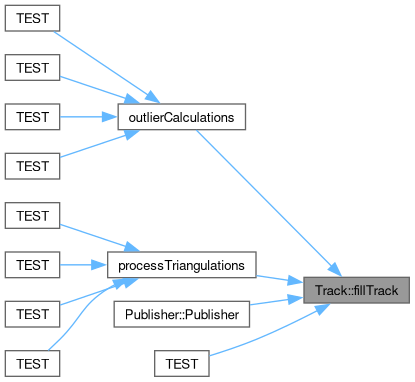 TEST
TEST
TEST
outlierCalculations
TEST
TEST
TEST
processTriangulations
Track::fillTrack
TEST
Publisher::Publisher
TEST
TEST